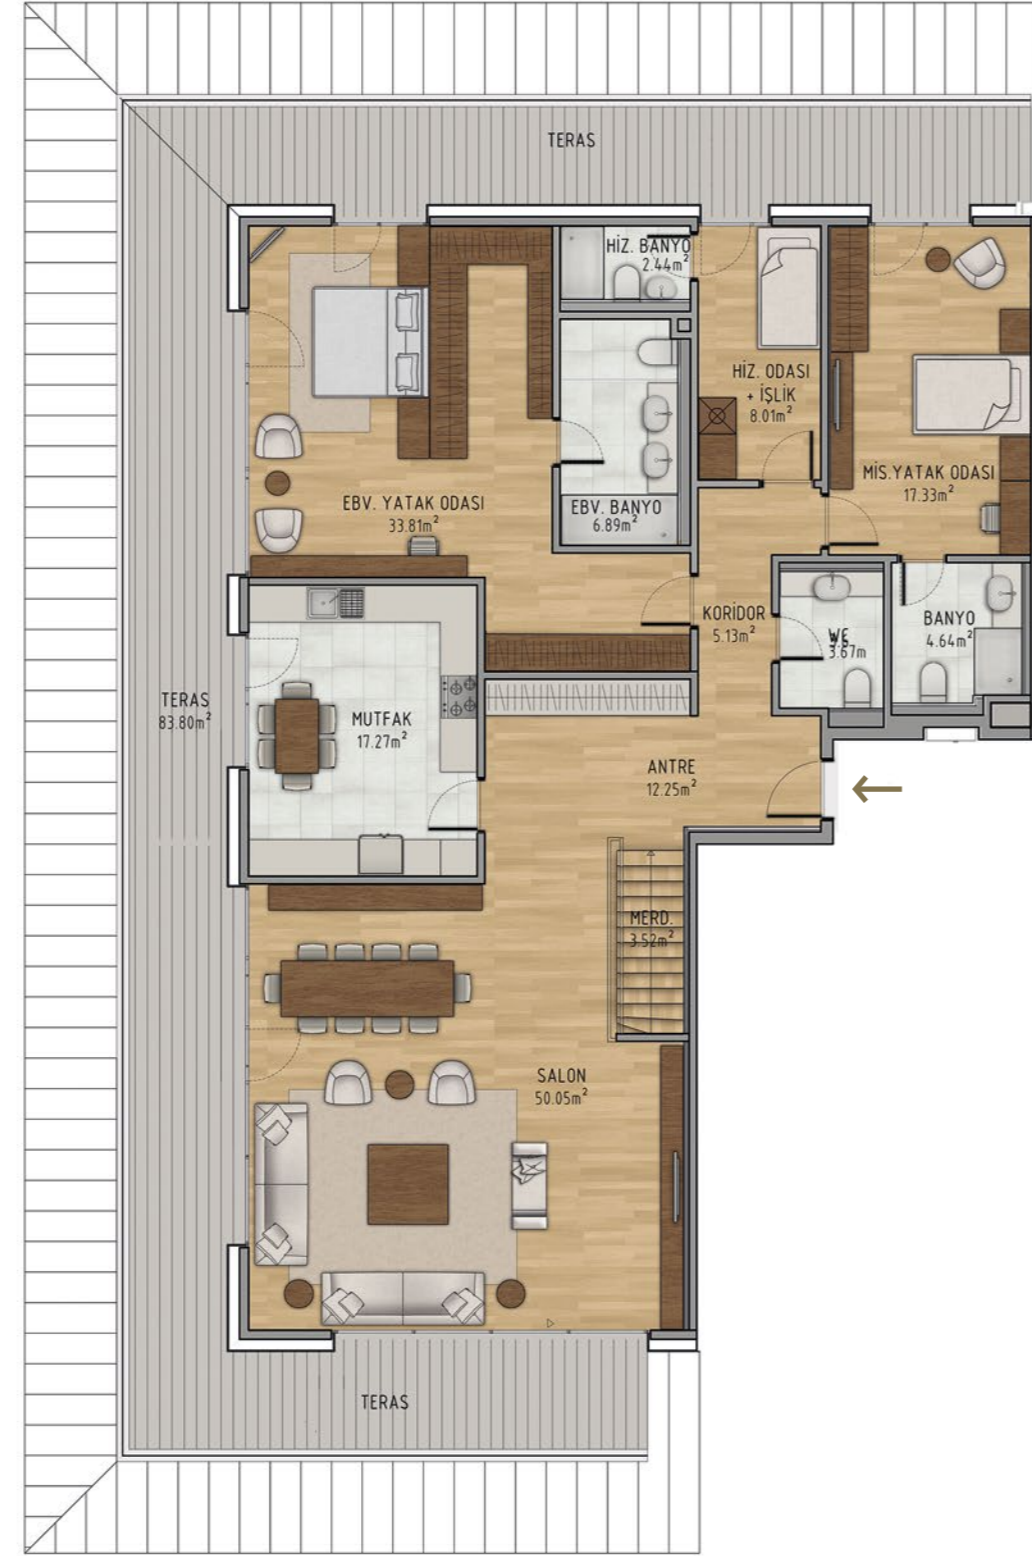 TERAS
HİZ. BANYO
2.44m²
HİZ. ODASI
+ İŞLİK
8.01m²
MİS.YATAK ODASI
17.33m²
EBV. YATAK ODASI
33.81m²
EBV. BANYO
6.89m²
KORİDOR
5.13m²
3.67m
BANYO
4.64m²
TERAS
83.80m²
MUTFAK
17.27m²
ANTRE
12.25m²
MERD.
3.52m²
SALON
50.05m²
TERAS